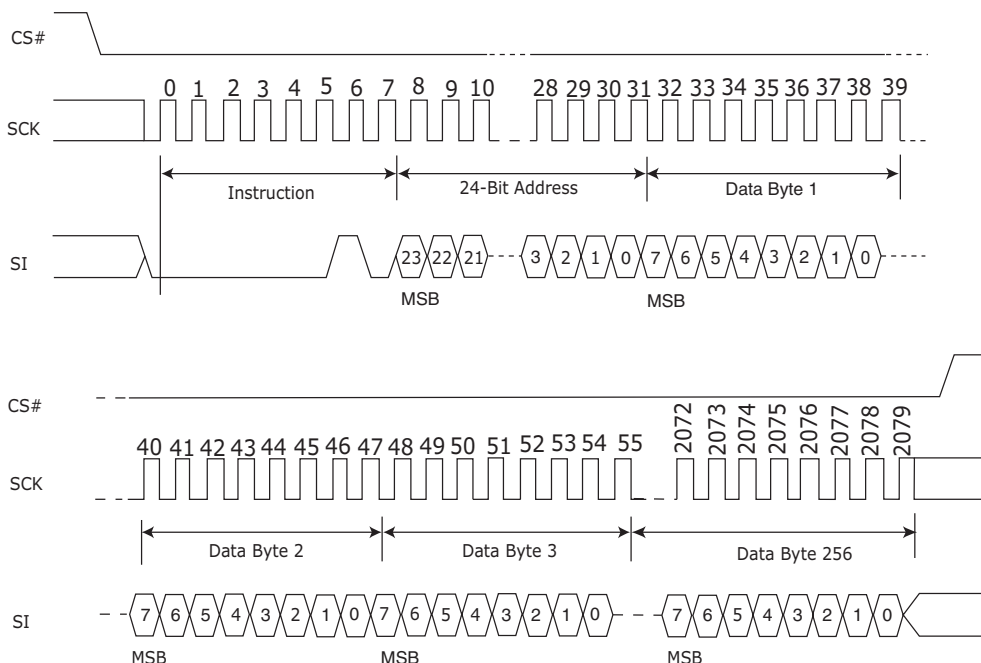 CS#
0 1 2 3 4 5 6 7 8 9 10 28 29 30 31 32 33 34 35 36 37 38 39
SCK
Instruction 24-Bit Address Data Byte 1
SI 23 22 21 3 2 1 0 7 6 5 4 3 2 1 0
MSB MSB
CS#
40 41 42 43 44 45 46 47 48 49 50 51 52 53 54 55 2072 2073 2074 2075 2076 2077 2078 2079
SCK
Data Byte 2 Data Byte 3 Data Byte 256
SI 7 6 5 4 3 2 1 0 7 6 5 4 3 2 1 0 7 6 5 4 3 2 1 0
MSB MSB MSB